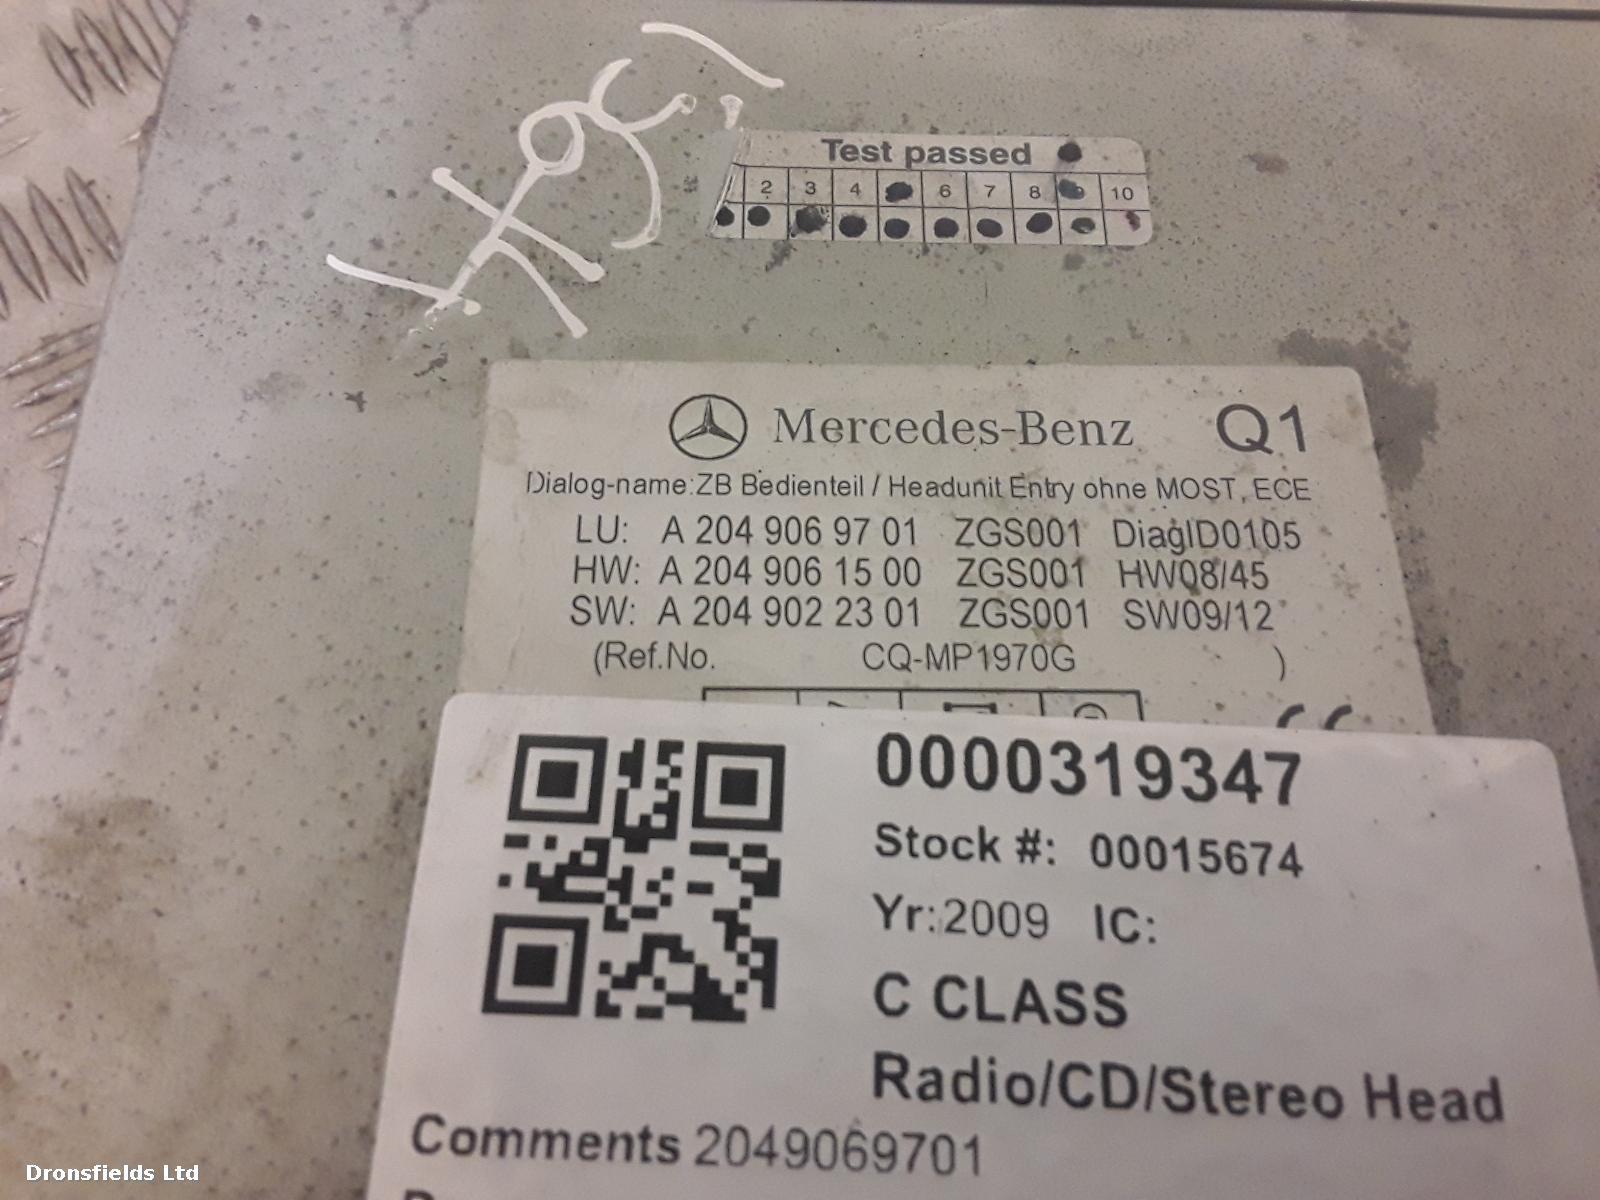 Test passed
2 3 4 6 7 8 9 10
Mercedes-Benz Q1
Dialog-name:ZB Bedienteil / Headunit Entry ohne MOST, ECE
LU: A 204 906 97 01 ZGS001 DiagID0105
HW: A 204 906 15 00 ZGS001 HW08/45
SW: A 204 902 23 01 ZGS001 SW09/12
(Ref.No. CQ-MP1970G )
0000319347
Stock #: 00015674
Yr:2009 IC:
C CLASS
Radio/CD/Stereo Head
Comments 2049069701
Dronsfields Ltd